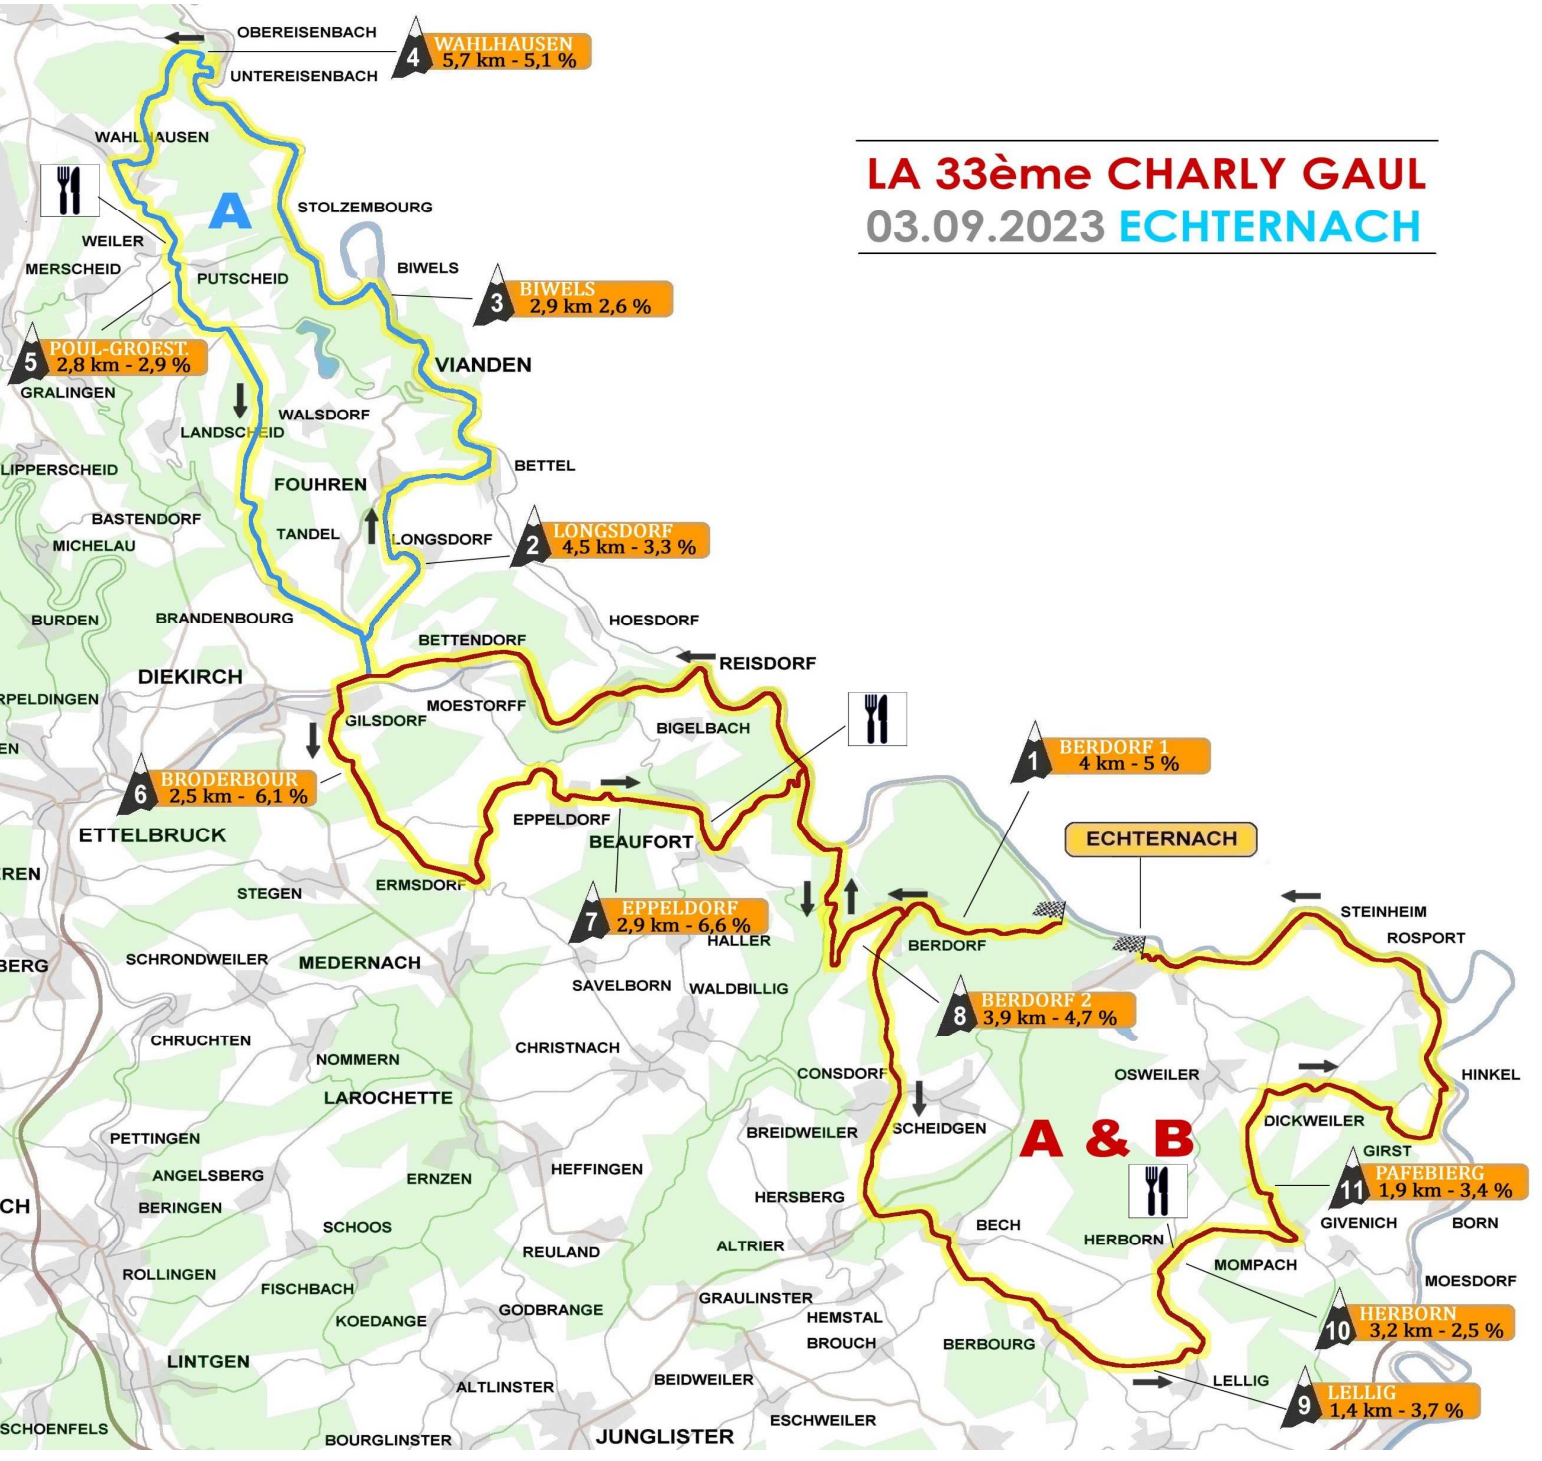 OBEREISENBACH
4 WAHLHAUSEN
5,7 km - 5,1 %
UNTEREISENBACH
WAHLHAUSEN
LA 33ème CHARLY GAUL
03.09.2023 ECHTERNACH
A
STOLZEMBOURG
WEILER
MERSCHEID
PUTSCHEID
BIWELS
3 BIWELS
2,9 km 2,6 %
5 POUL-GROEST.
2,8 km - 2,9 %
VIANDEN
GRALINGEN
WALSDORF
LANDSCHEID
LIPPERSCHEID
BETTEL
FOUHREN
BASTENDORF
TANDEL
LONGSDORF
2 LONGSDORF
4,5 km - 3,3 %
MICHELAU
BURDEN
BRANDENBOURG
HOESDORF
BETTENDORF
REISDORF
DIEKIRCH
RPELDINGEN
MOESTORFF
GILSDORF
BIGELBACH
EN
1 BERDORF 1
4 km - 5 %
6 BRODERBOUR
2,5 km - 6,1 %
EPPELDORF
ETTELBRUCK
BEAUFORT
ECHTERNACH
EREN
ERMSDORF
STEGEN
7 EPPELDORF
2,9 km - 6,6 %
STEINHEIM
HALLER
BERDORF
ROSPORT
BERG
SCHRONDWEILER
MEDERNACH
SAVELBORN
WALDBILLIG
8 BERDORF 2
3,9 km - 4,7 %
CHRUCHTEN
NOMMERN
CHRISTNACH
CONSDORF
OSWEILER
HINKEL
LAROCHETTE
DICKWEILER
SCHEIDGEN
A & B
PETTINGEN
BREIDWEILER
GIRST
ANGELSBERG
ERNZEN
HEFFINGEN
11 PAFEBIERG
1,9 km - 3,4 %
CH
BERINGEN
HERSBERG
SCHOOS
BECH
GIVENICH
BORN
REULAND
ALTRIER
HERBORN
MOMPACH
ROLLINGEN
FISCHBACH
MOESDORF
GRAULINSTER
GODBRANGE
KOEDANGE
HEMSTAL
10 HERBORN
3,2 km - 2,5 %
BROUCH
BERBOURG
LINTGEN
ALTLINSTER
BEIDWEILER
LELLIG
9 LELLIG
1,4 km - 3,7 %
SCHOENFELS
BOURGLINSTER
JUNGLISTER
ESCHWEILER